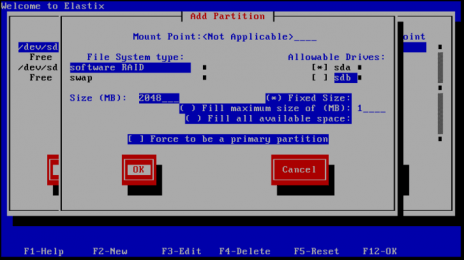 Welcome to Elastix
Add Partition
Mount Point:<Not Applicable>____
oint
/dev/sd
File System type:
Allowable Drives:
Free
software RAID
[*] sda
/dev/sd
swap
[ ] sdb
Free
Size (MB): 2048___
(*) Fixed Size:
( ) Fill maximum size of (MB): 1____
( ) Fill all available space:
[ ] Force to be a primary partition
OK
Cancel
F1-Help F2-New F3-Edit F4-Delete F5-Reset F12-OK